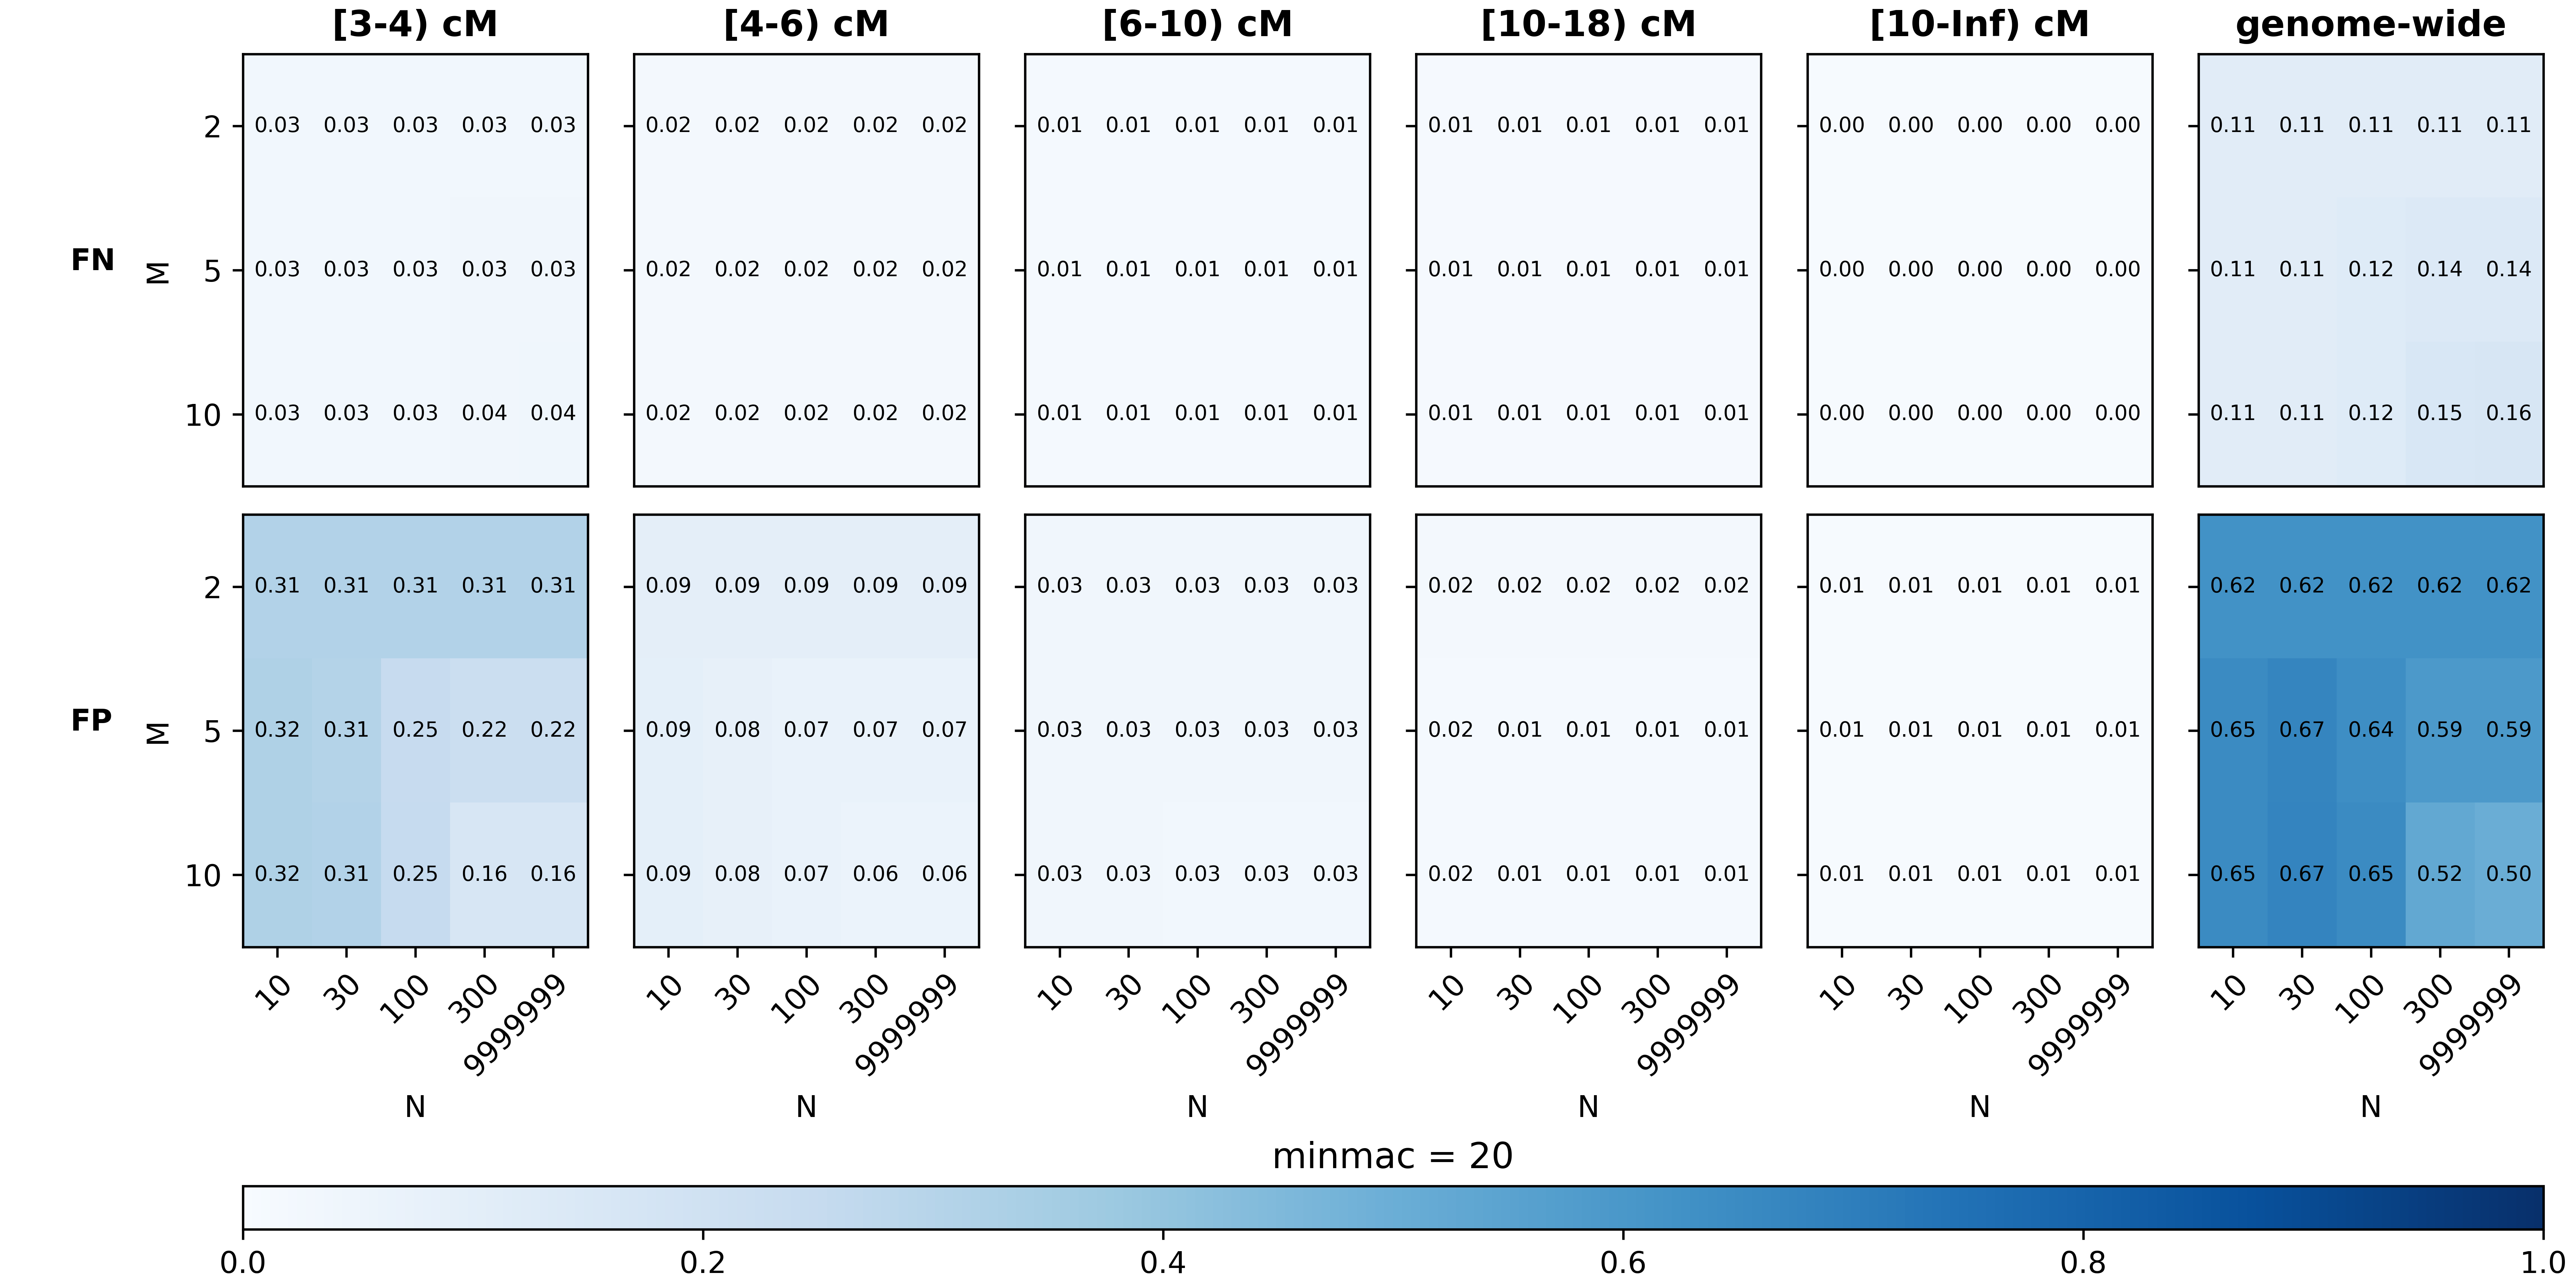 [3-4) cM [4-6) cM [6-10) cM [10-18) cM [10-Inf) cM genome-wide
2 0.03 0.03 0.03 0.03 0.03 0.02 0.02 0.02 0.02 0.02 0.01 0.01 0.01 0.01 0.01 0.01 0.01 0.01 0.01 0.01 0.00 0.00 0.00 0.00 0.00 0.11 0.11 0.11 0.11 0.11
FN M 5 0.03 0.03 0.03 0.03 0.03 0.02 0.02 0.02 0.02 0.02 0.01 0.01 0.01 0.01 0.01 0.01 0.01 0.01 0.01 0.01 0.00 0.00 0.00 0.00 0.00 0.11 0.11 0.12 0.14 0.14
10 0.03 0.03 0.03 0.04 0.04 0.02 0.02 0.02 0.02 0.02 0.01 0.01 0.01 0.01 0.01 0.01 0.01 0.01 0.01 0.01 0.00 0.00 0.00 0.00 0.00 0.11 0.11 0.12 0.15 0.16
2 0.31 0.31 0.31 0.31 0.31 0.09 0.09 0.09 0.09 0.09 0.03 0.03 0.03 0.03 0.03 0.02 0.02 0.02 0.02 0.02 0.01 0.01 0.01 0.01 0.01 0.62 0.62 0.62 0.62 0.62
FP M 5 0.32 0.31 0.25 0.22 0.22 0.09 0.08 0.07 0.07 0.07 0.03 0.03 0.03 0.03 0.03 0.02 0.01 0.01 0.01 0.01 0.01 0.01 0.01 0.01 0.01 0.65 0.67 0.64 0.59 0.59
10 0.32 0.31 0.25 0.16 0.16 0.09 0.08 0.07 0.06 0.06 0.03 0.03 0.03 0.03 0.03 0.02 0.01 0.01 0.01 0.01 0.01 0.01 0.01 0.01 0.01 0.65 0.67 0.65 0.52 0.50
10 30 100 300 9999999 10 30 100 300 9999999 10 30 100 300 9999999 10 30 100 300 9999999 10 30 100 300 9999999 10 30 100 300 9999999
N N N N N N
minmac = 20
0.0 0.2 0.4 0.6 0.8 1.0